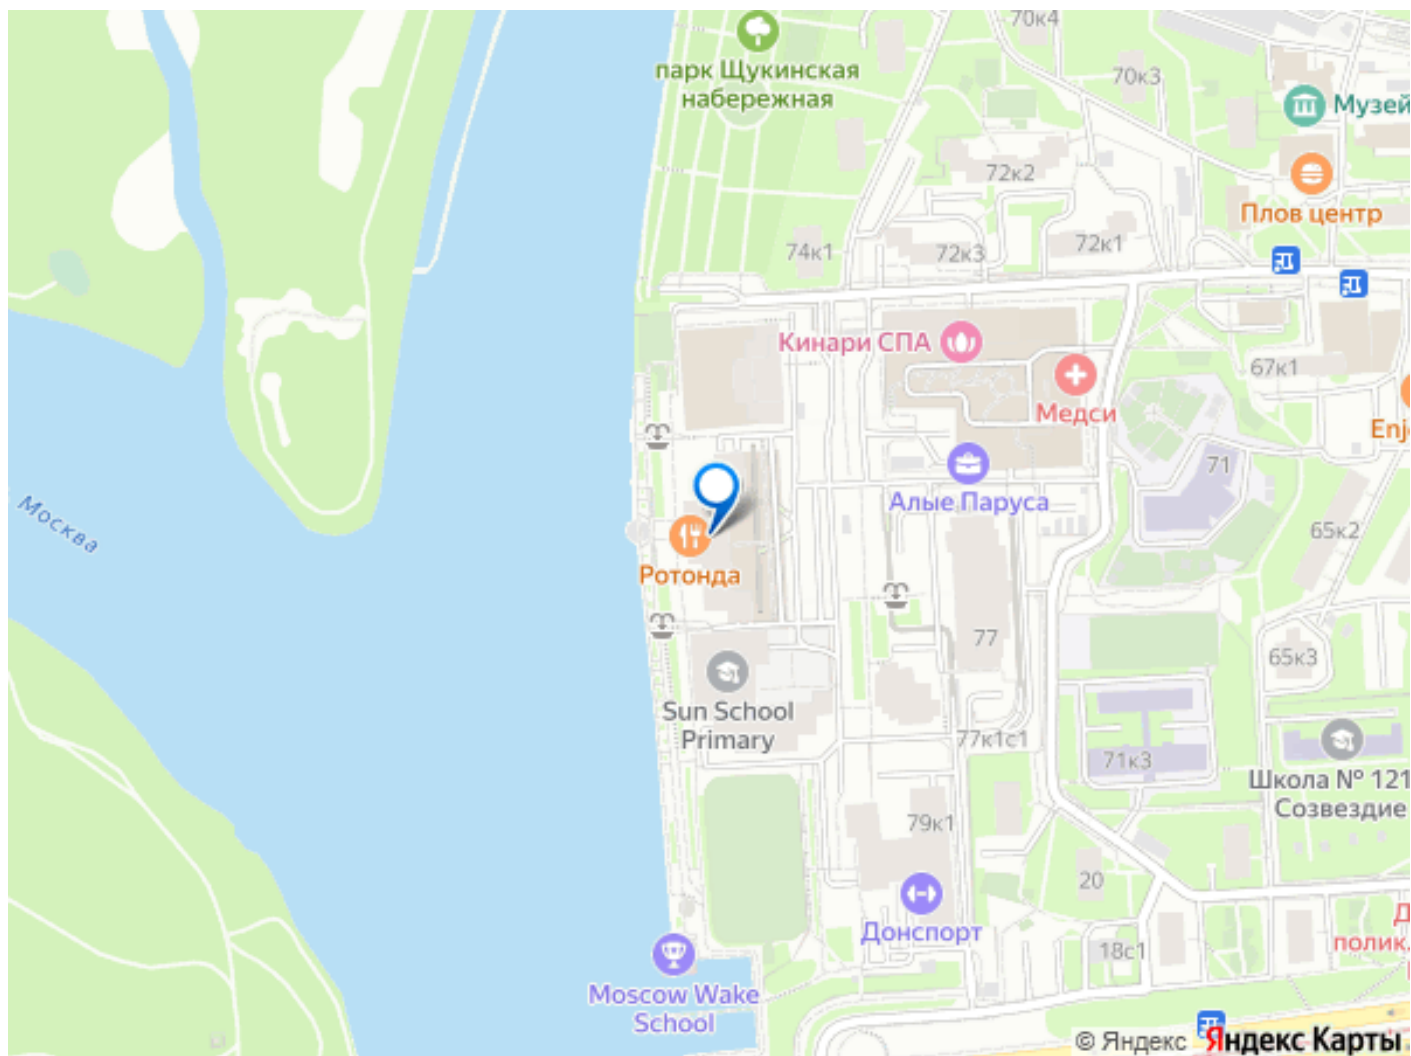 70к4
парк Щукинская
набережная
70к3
Музей
72к2
Плов центр
74к1
72к3
72к1
Кинари СПА
67к1
Медси
Enj
71
Алые Паруса
Москва
65к2
Ротонда
77
65к3
Sun School
Primary
77к1с1
71к3
Школа № 121
Созвездие
79к1
20
Донспорт
18с1
полик.
Moscow Wake
School
© Яндекс Яндекс Карты